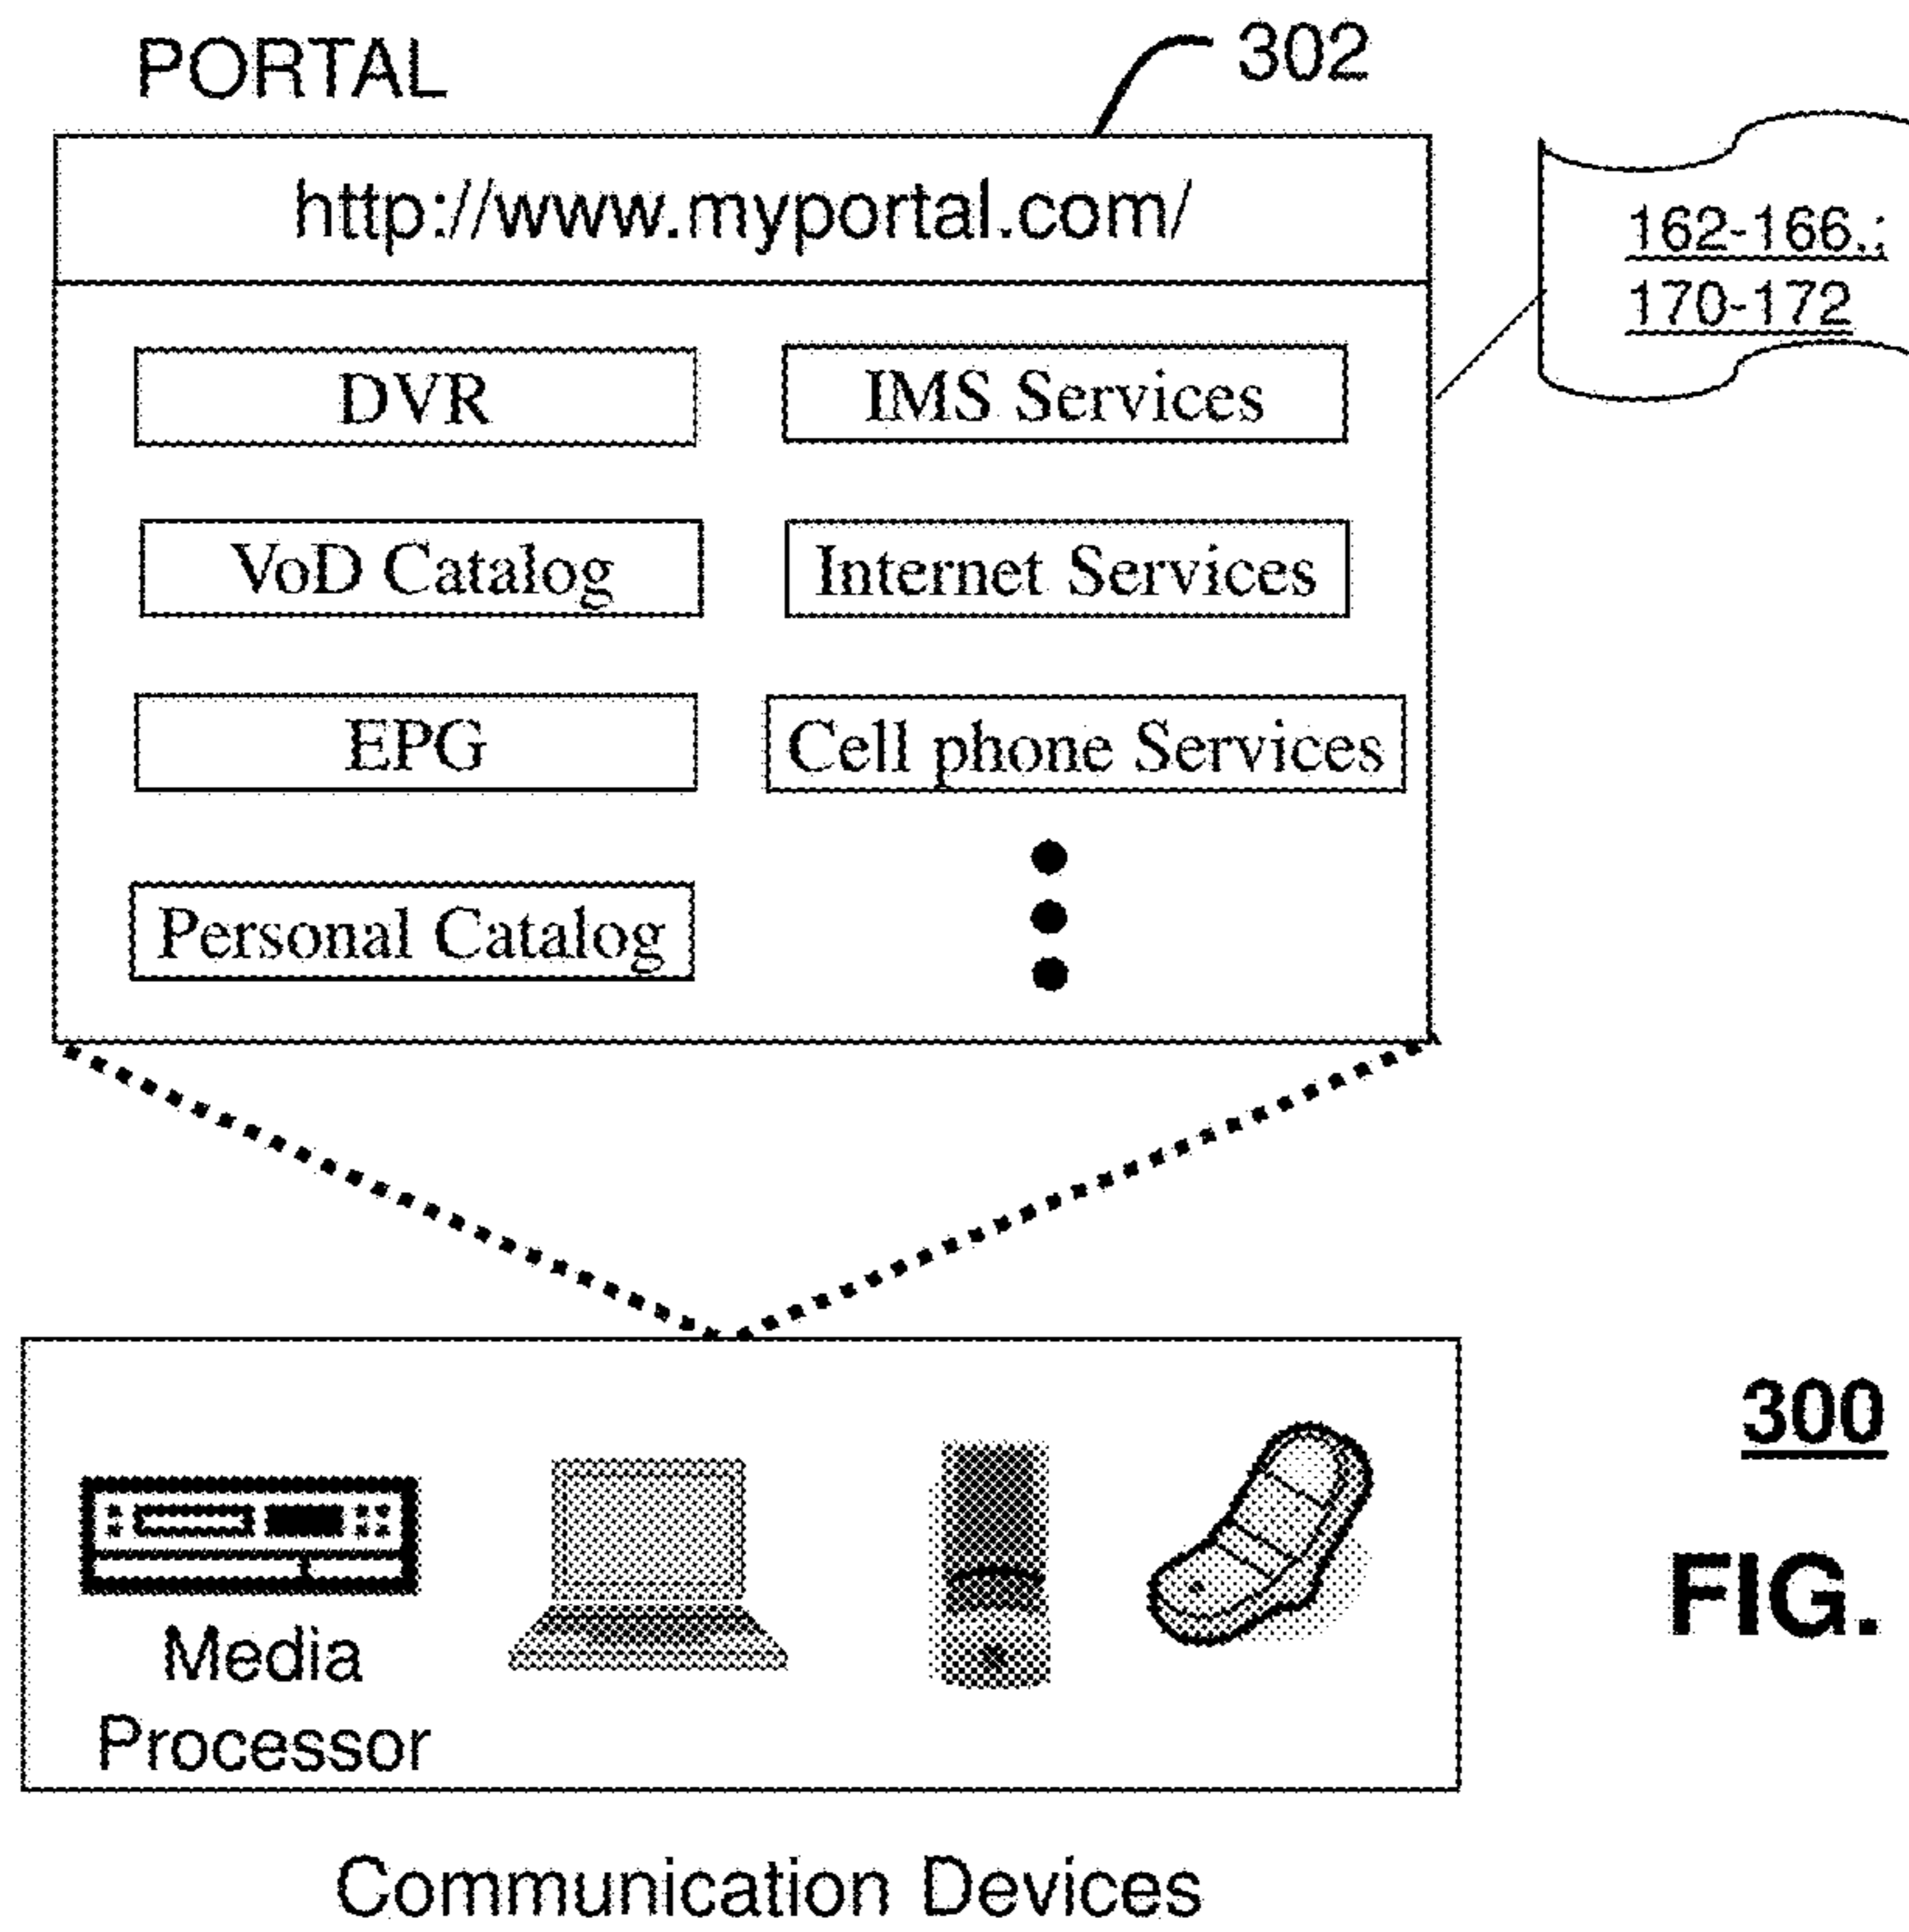 PORTAL
302
http://www.myportal.com/
162-166.;
170-172
DVR
IMS Services
VoD Catalog
Internet Services
EPG
Cell phone Services
Personal Catalog
300
FIG.
Media
Processor
Communication Devices